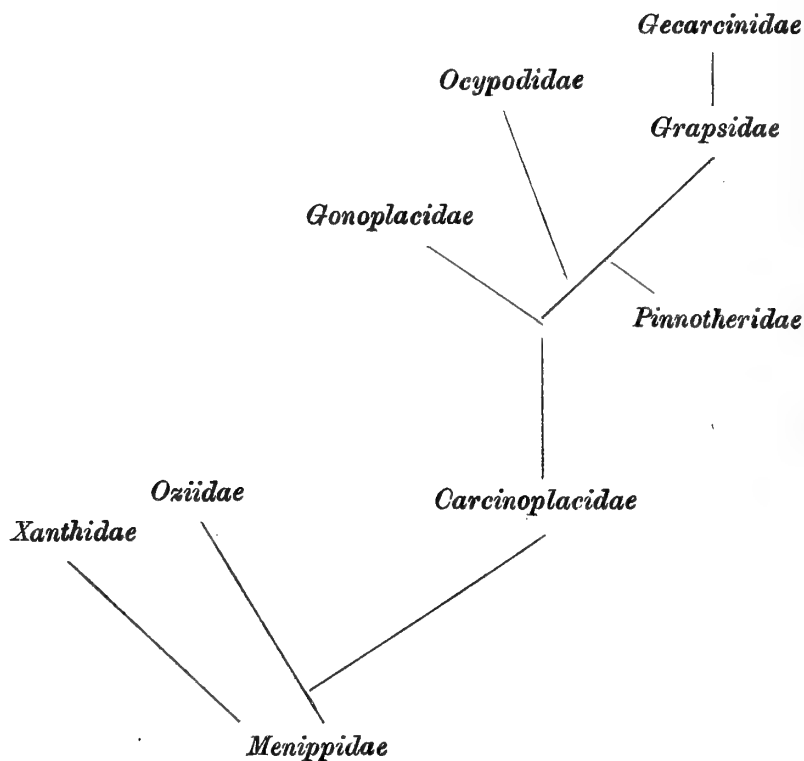 Gecarcinidae
Ocypodidae
Grapsidae
Gonoplacidae
Pinnotheridae
Oziidae
Carcinoplacidae
Xanthidae
Menippidae